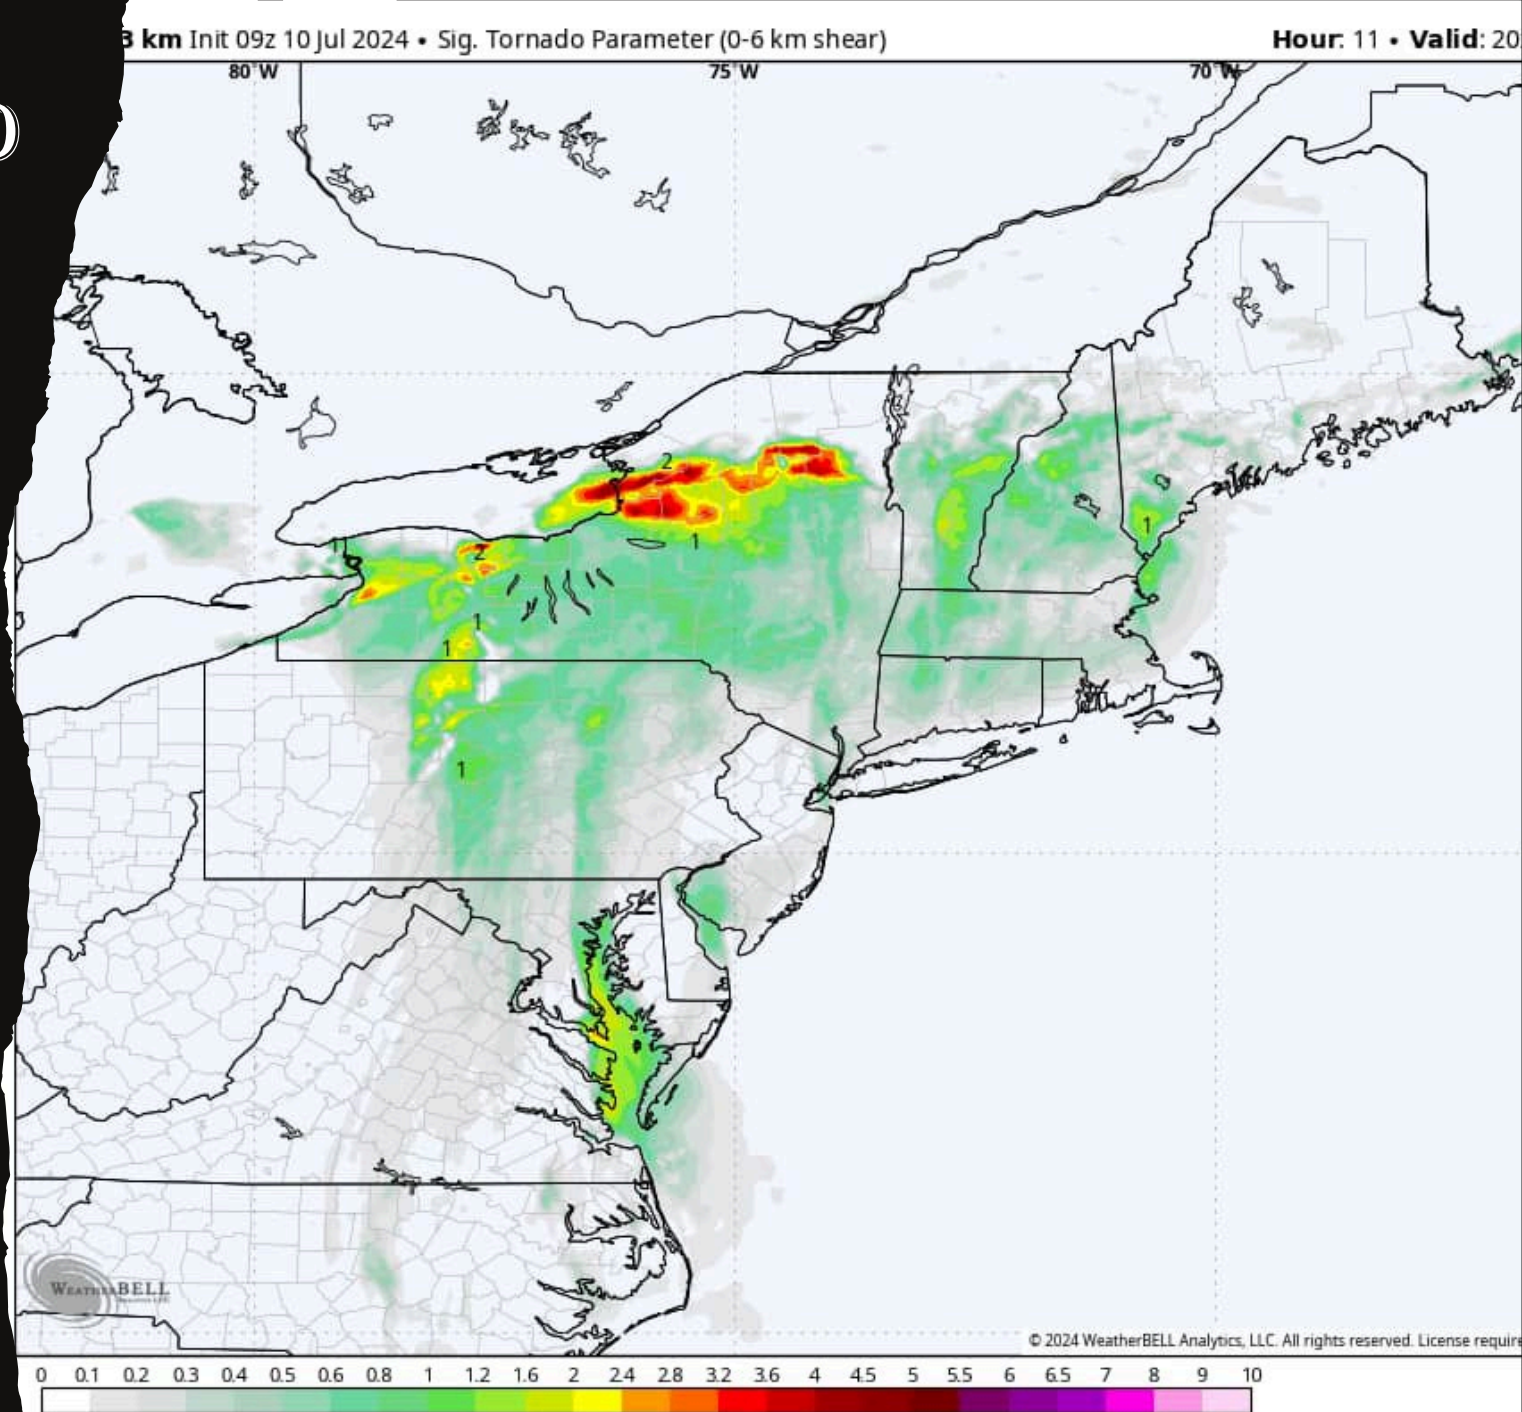 3 km Init 09z 10 Jul 2024 • Sig. Tornado Parameter (0-6 km shear)
Hour: 11 • Valid: 20
80°W 75°W 70°W
2
1
2
1
1
1
1
1
WEATHERBELL
© 2024 WeatherBELL Analytics, LLC. All rights reserved. License require
0 0.1 0.2 0.3 0.4 0.5 0.6 0.8 1 1.2 1.6 2 2.4 2.8 3.2 3.6 4 4.5 5 5.5 6 6.5 7 8 9 10